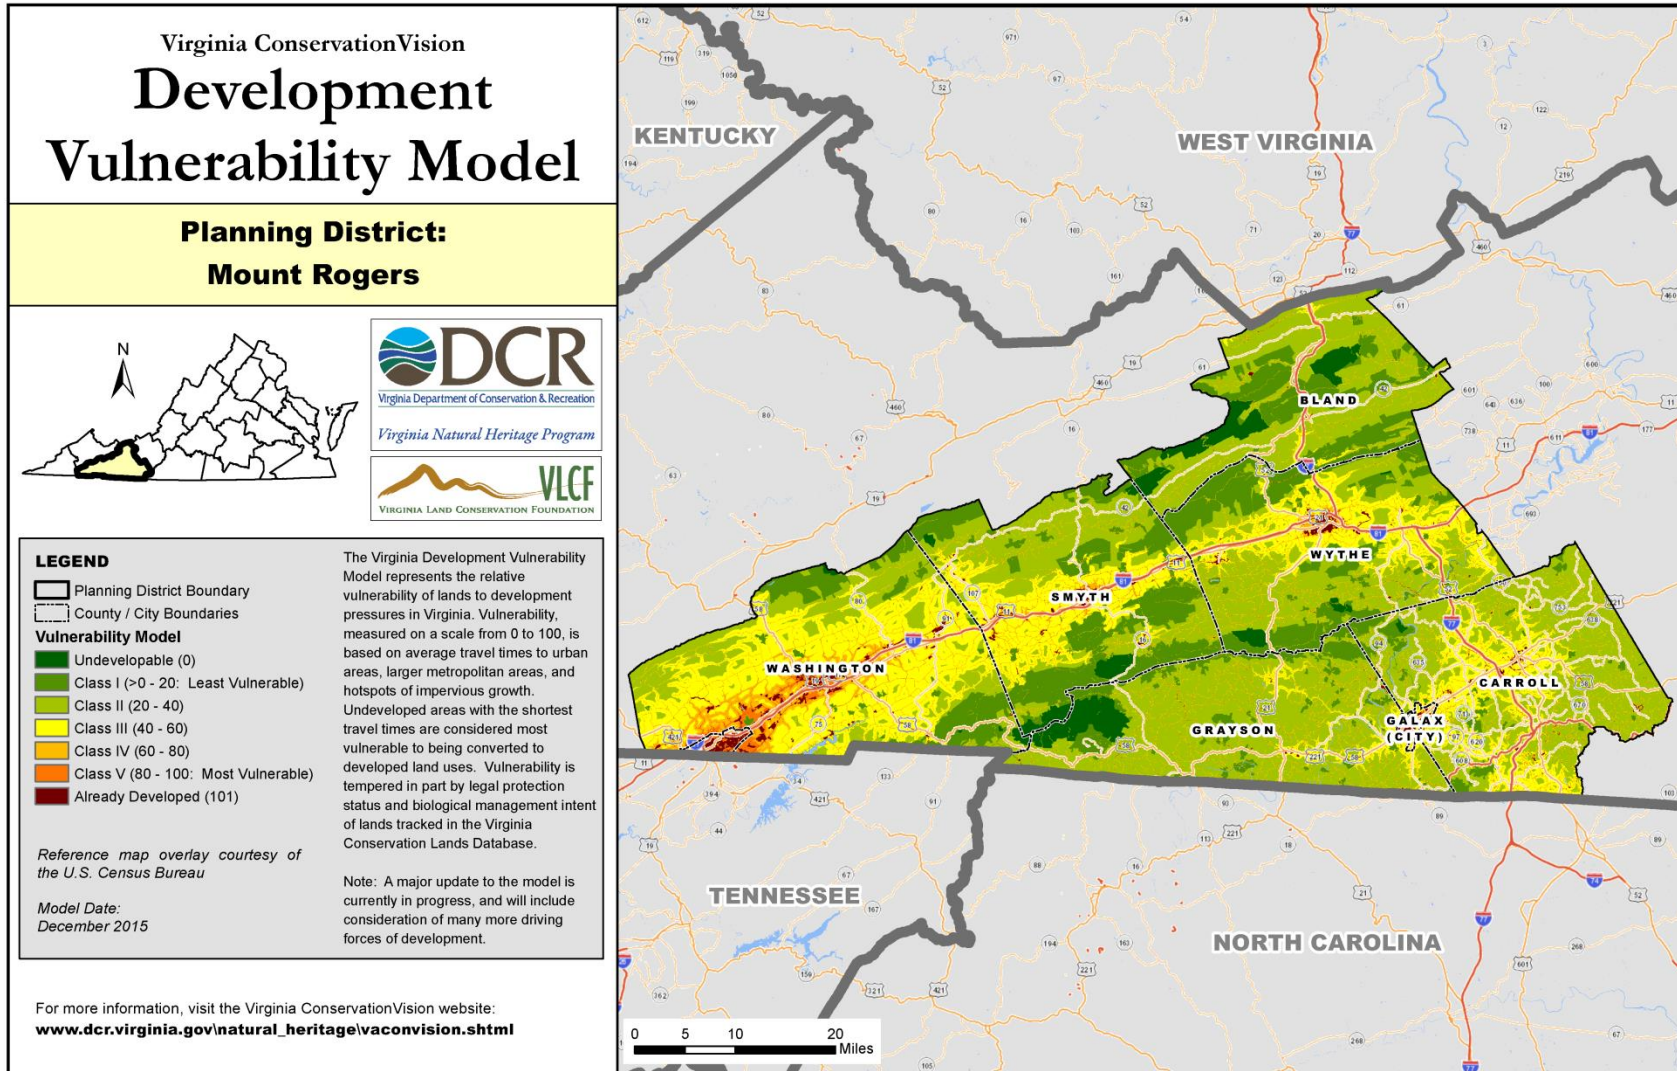 Virginia ConservationVision
Development
Vulnerability Model
Planning District:
Mount Rogers
N
DCR
Virginia Department of Conservation & Recreation
Virginia Natural Heritage Program
VLCF
VIRGINIA LAND CONSERVATION FOUNDATION
LEGEND
Planning District Boundary
County / City Boundaries
Vulnerability Model
Undevelopable (0)
Class I (>0 - 20: Least Vulnerable)
Class II (20 - 40)
Class III (40 - 60)
Class IV (60 - 80)
Class V (80 - 100: Most Vulnerable)
Already Developed (101)
Reference map overlay courtesy of
the U.S. Census Bureau
Model Date:
December 2015
The Virginia Development Vulnerability
Model represents the relative
vulnerability of lands to development
pressures in Virginia. Vulnerability,
measured on a scale from 0 to 100, is
based on average travel times to urban
areas, larger metropolitan areas, and
hotspots of impervious growth.
Undeveloped areas with the shortest
travel times are considered most
vulnerable to being converted to
developed land uses. Vulnerability is
tempered in part by legal protection
status and biological management intent
of lands tracked in the Virginia
Conservation Lands Database.
Note: A major update to the model is
currently in progress, and will include
consideration of many more driving
forces of development.
For more information, visit the Virginia ConservationVision website:
www.dcr.virginia.gov\natural_heritage\vaconvision.shtml
KENTUCKY
WEST VIRGINIA
BLAND
WYTHE
SMYTH
WASHINGTON
CARROLL
GRAYSON
GALAX
(CITY)
TENNESSEE
NORTH CAROLINA
0 5 10 20
Miles